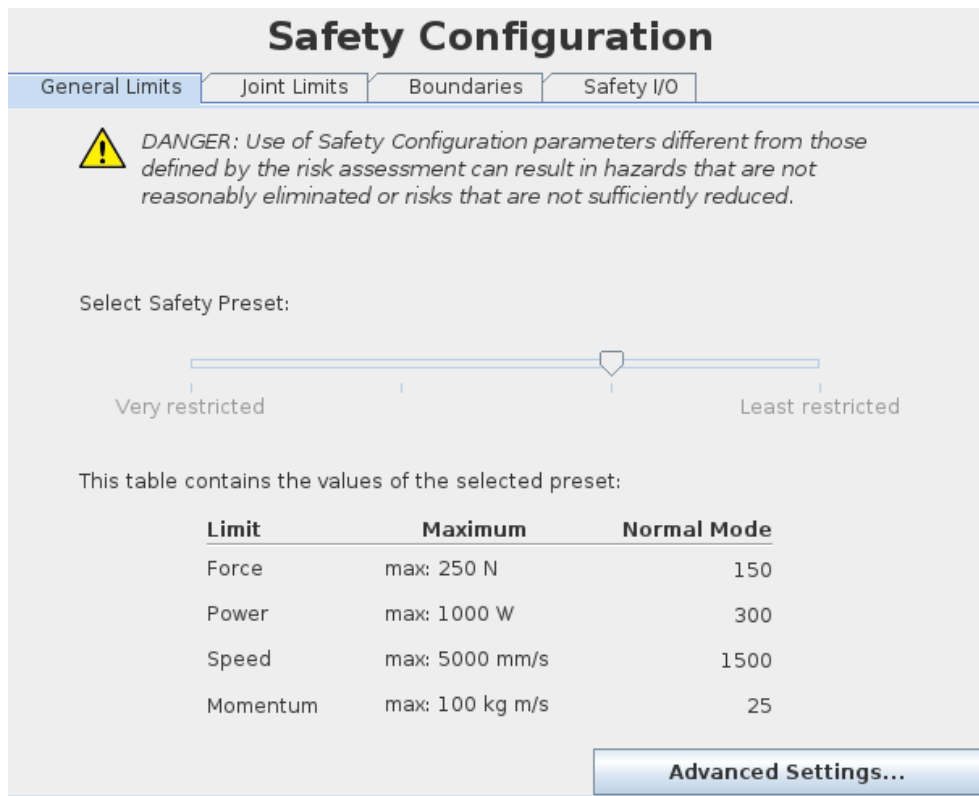 Safety Configuration
General Limits Joint Limits Boundaries Safety I/O
DANGER: Use of Safety Configuration parameters different from those
defined by the risk assessment can result in hazards that are not
reasonably eliminated or risks that are not sufficiently reduced.
Select Safety Preset:
Very restricted Least restricted
This table contains the values of the selected preset:
Limit Maximum Normal Mode
Force max: 250 N 150
Power max: 1000 W 300
Speed max: 5000 mm/s 1500
Momentum max: 100 kg m/s 25
Advanced Settings...